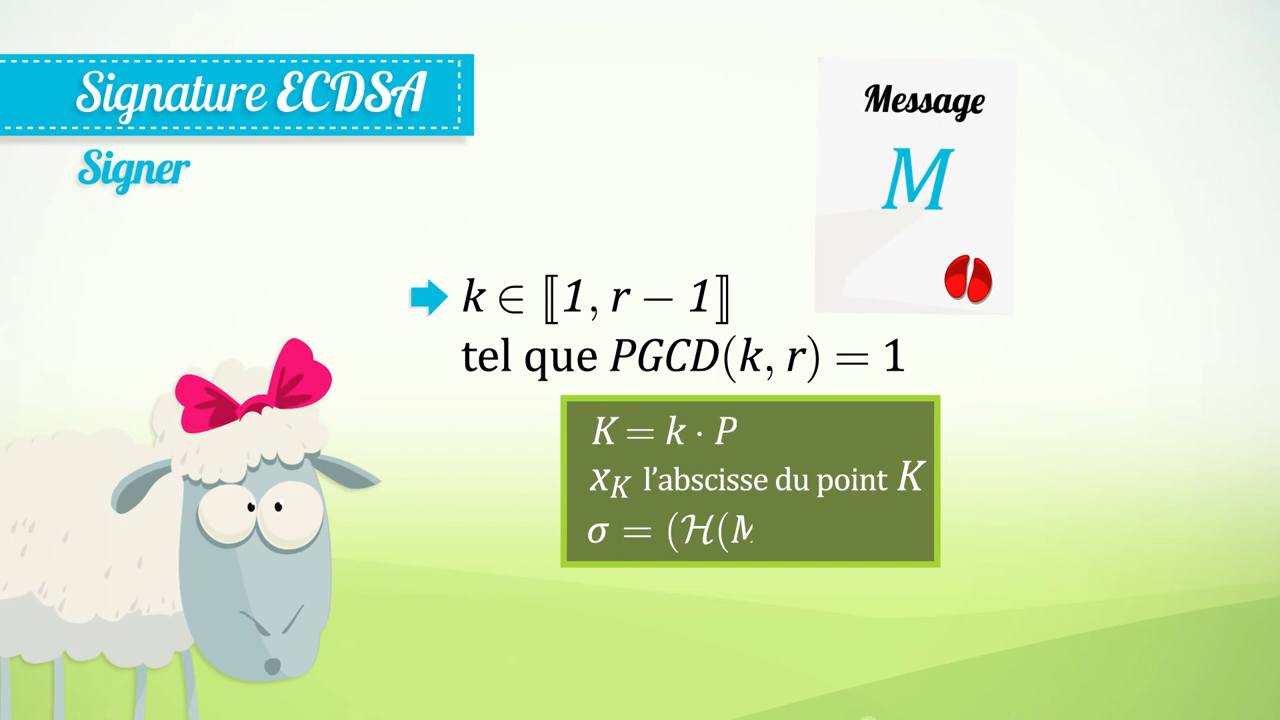 Signature ECDSA
Signer
Message
M
k ∈ ⟦1, r − 1⟧
tel que PGCD(k, r) = 1
K = k · P
x_K l'abscisse du point K
σ = (ℋ(